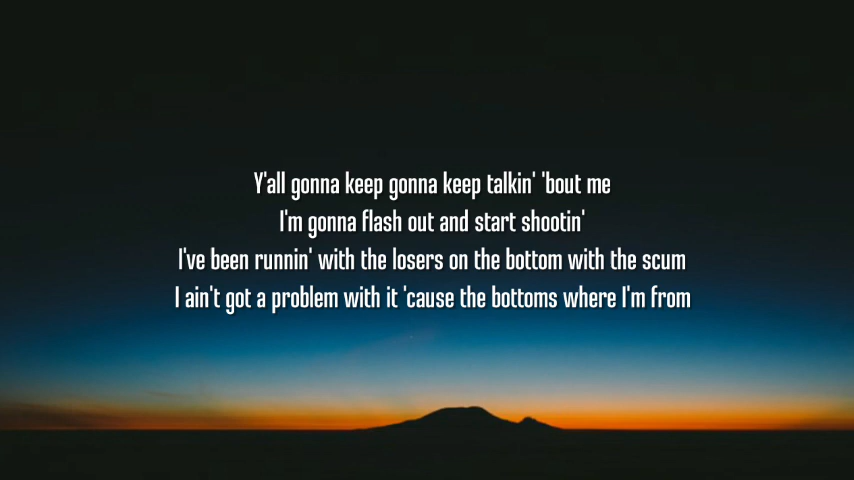 Y'all gonna keep gonna keep talkin' 'bout me
I'm gonna flash out and start shootin'
I've been runnin' with the losers on the bottom with the scum
I ain't got a problem with it 'cause the bottoms where I'm from